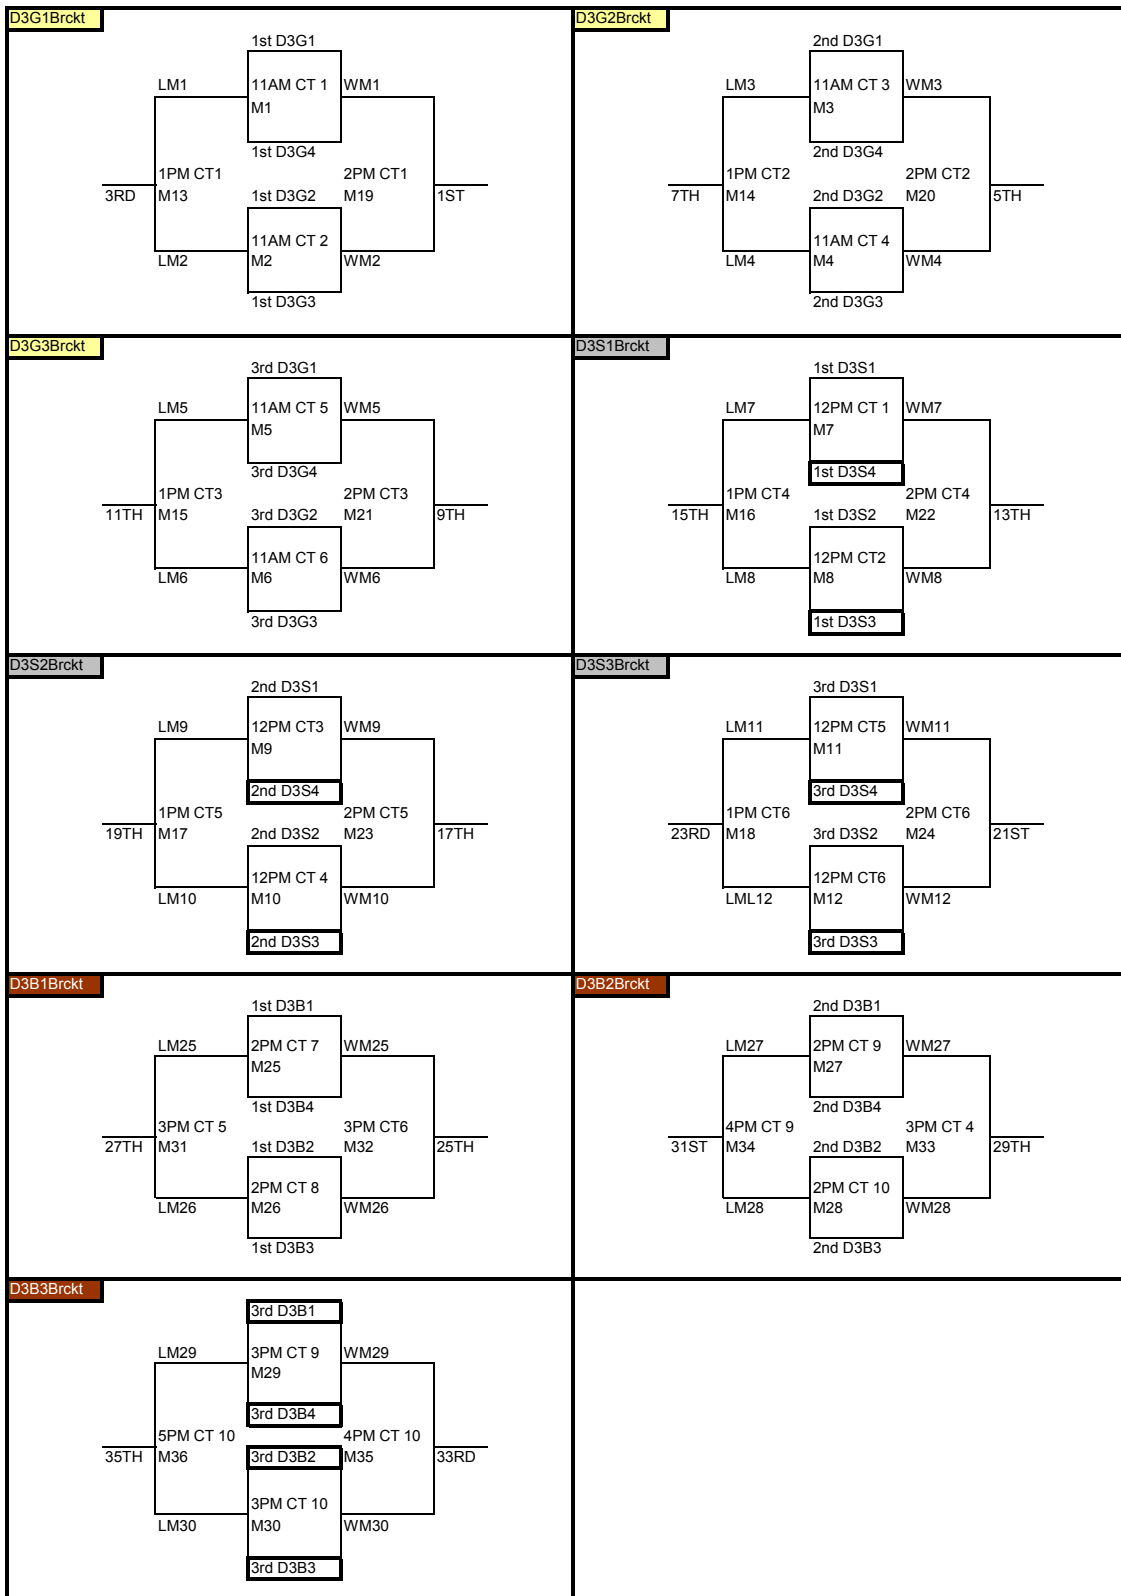 D3G1Brckt
1st D3G1
LM1 11AM CT 1 WM1
M1
1st D3G4
1PM CT1 2PM CT1
3RD M13 1st D3G2 M19 1ST
11AM CT 2
LM2 M2 WM2
1st D3G3
D3G2Brckt
2nd D3G1
LM3 11AM CT 3 WM3
M3
2nd D3G4
1PM CT2 2PM CT2
7TH M14 2nd D3G2 M20 5TH
11AM CT 4
LM4 M4 WM4
2nd D3G3
D3G3Brckt
3rd D3G1
LM5 11AM CT 5 WM5
M5
3rd D3G4
1PM CT3 2PM CT3
11TH M15 3rd D3G2 M21 9TH
11AM CT 6
LM6 M6 WM6
3rd D3G3
D3S1Brckt
1st D3S1
LM7 12PM CT 1 WM7
M7
1st D3S4
1PM CT4 2PM CT4
15TH M16 1st D3S2 M22 13TH
12PM CT2
LM8 M8 WM8
1st D3S3
D3S2Brckt
2nd D3S1
LM9 12PM CT3 WM9
M9
2nd D3S4
1PM CT5 2PM CT5
19TH M17 2nd D3S2 M23 17TH
12PM CT 4
LM10 M10 WM10
2nd D3S3
D3S3Brckt
3rd D3S1
LM11 12PM CT5 WM11
M11
3rd D3S4
1PM CT6 2PM CT6
23RD M18 3rd D3S2 M24 21ST
12PM CT6
LML12 M12 WM12
3rd D3S3
D3B1Brckt
1st D3B1
LM25 2PM CT 7 WM25
M25
1st D3B4
3PM CT 5 3PM CT6
27TH M31 1st D3B2 M32 25TH
2PM CT 8
LM26 M26 WM26
1st D3B3
D3B2Brckt
2nd D3B1
LM27 2PM CT 9 WM27
M27
2nd D3B4
4PM CT 9 3PM CT 4
31ST M34 2nd D3B2 M33 29TH
2PM CT 10
LM28 M28 WM28
2nd D3B3
D3B3Brckt
3rd D3B1
LM29 3PM CT 9 WM29
M29
3rd D3B4
5PM CT 10 4PM CT 10
35TH M36 3rd D3B2 M35 33RD
3PM CT 10
LM30 M30 WM30
3rd D3B3